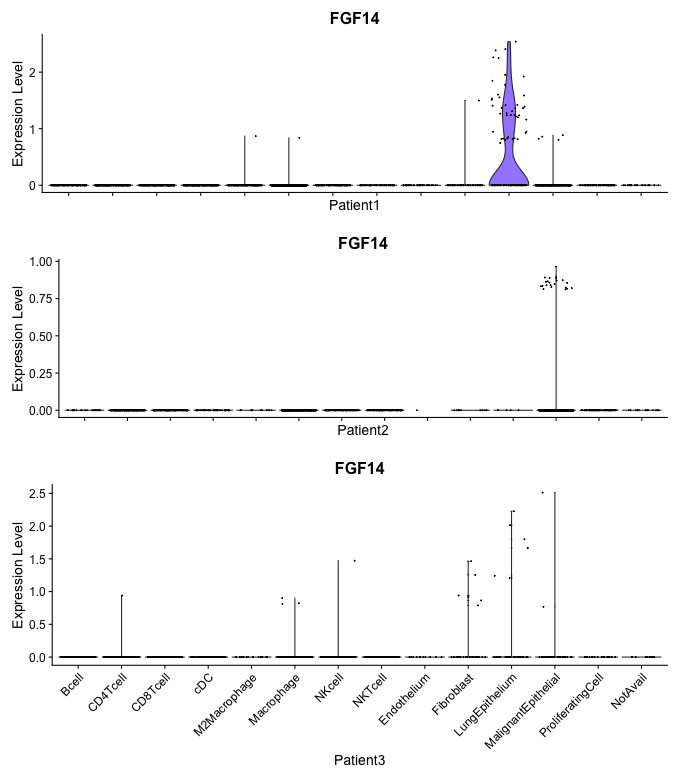 FGF14
Expression Level
2
1
0
Patient1
FGF14
Expression Level
1.00
0.75
0.50
0.25
0.00
Patient2
FGF14
Expression Level
2.5
2.0
1.5
1.0
0.5
0.0
Bcell
CD4Tcell
CD8Tcell
cDC
M2Macrophage
Macrophage
NKcell
NKTcell
Endothelium
Fibroblast
LungEpithelium
MalignantEpithelial
ProliferatingCell
NotAvail
Patient3